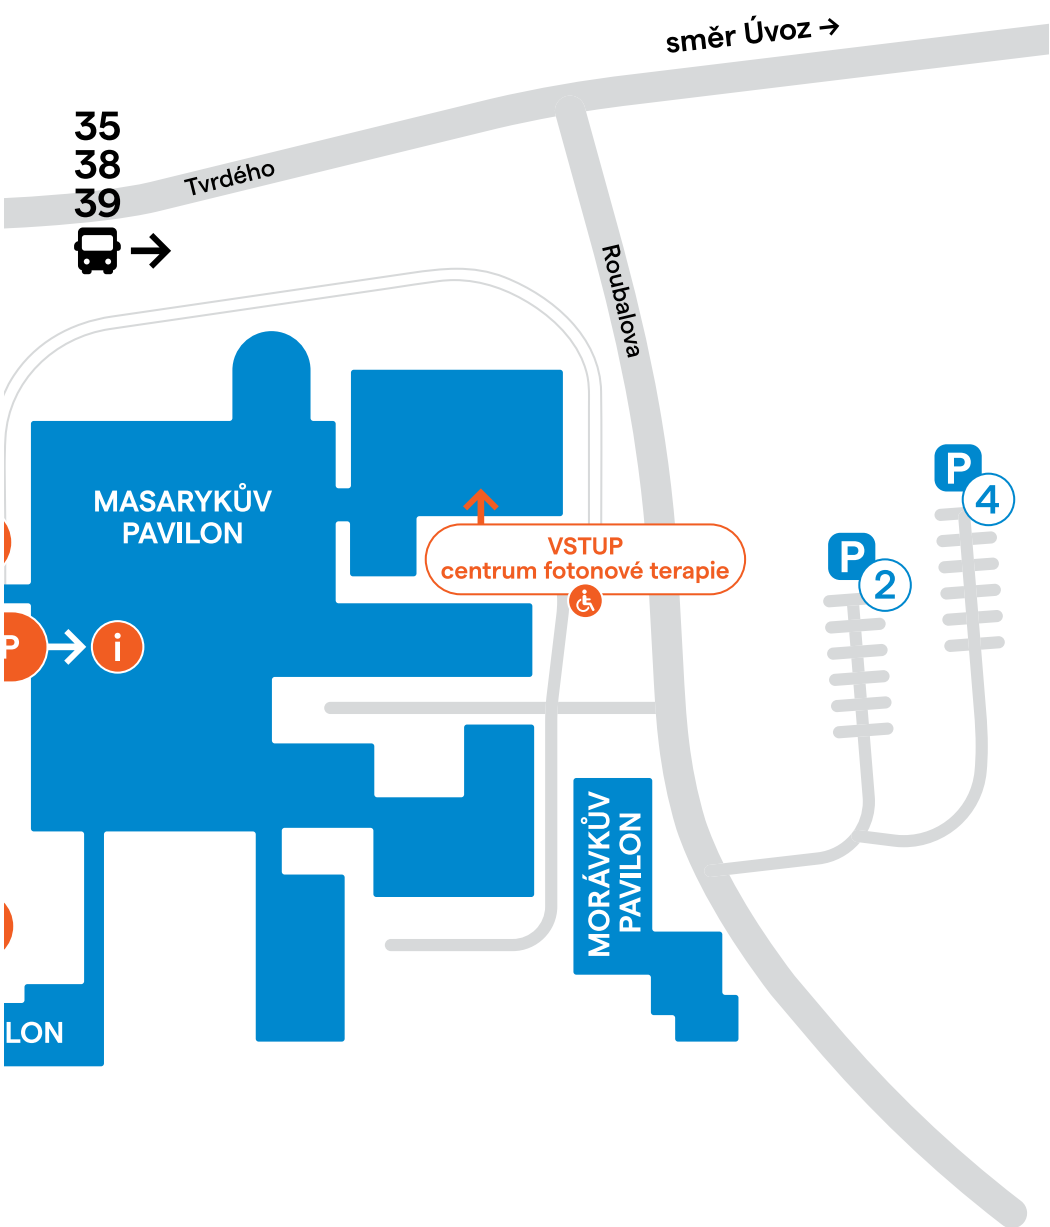 směr Úvoz →
35
38
39
Tvrdého
Roubalova
P
4
MASARYKŮV
PAVILON
VSTUP
centrum fotonové terapie
P
2
P
i
MORÁVKŮV
PAVILON
LON